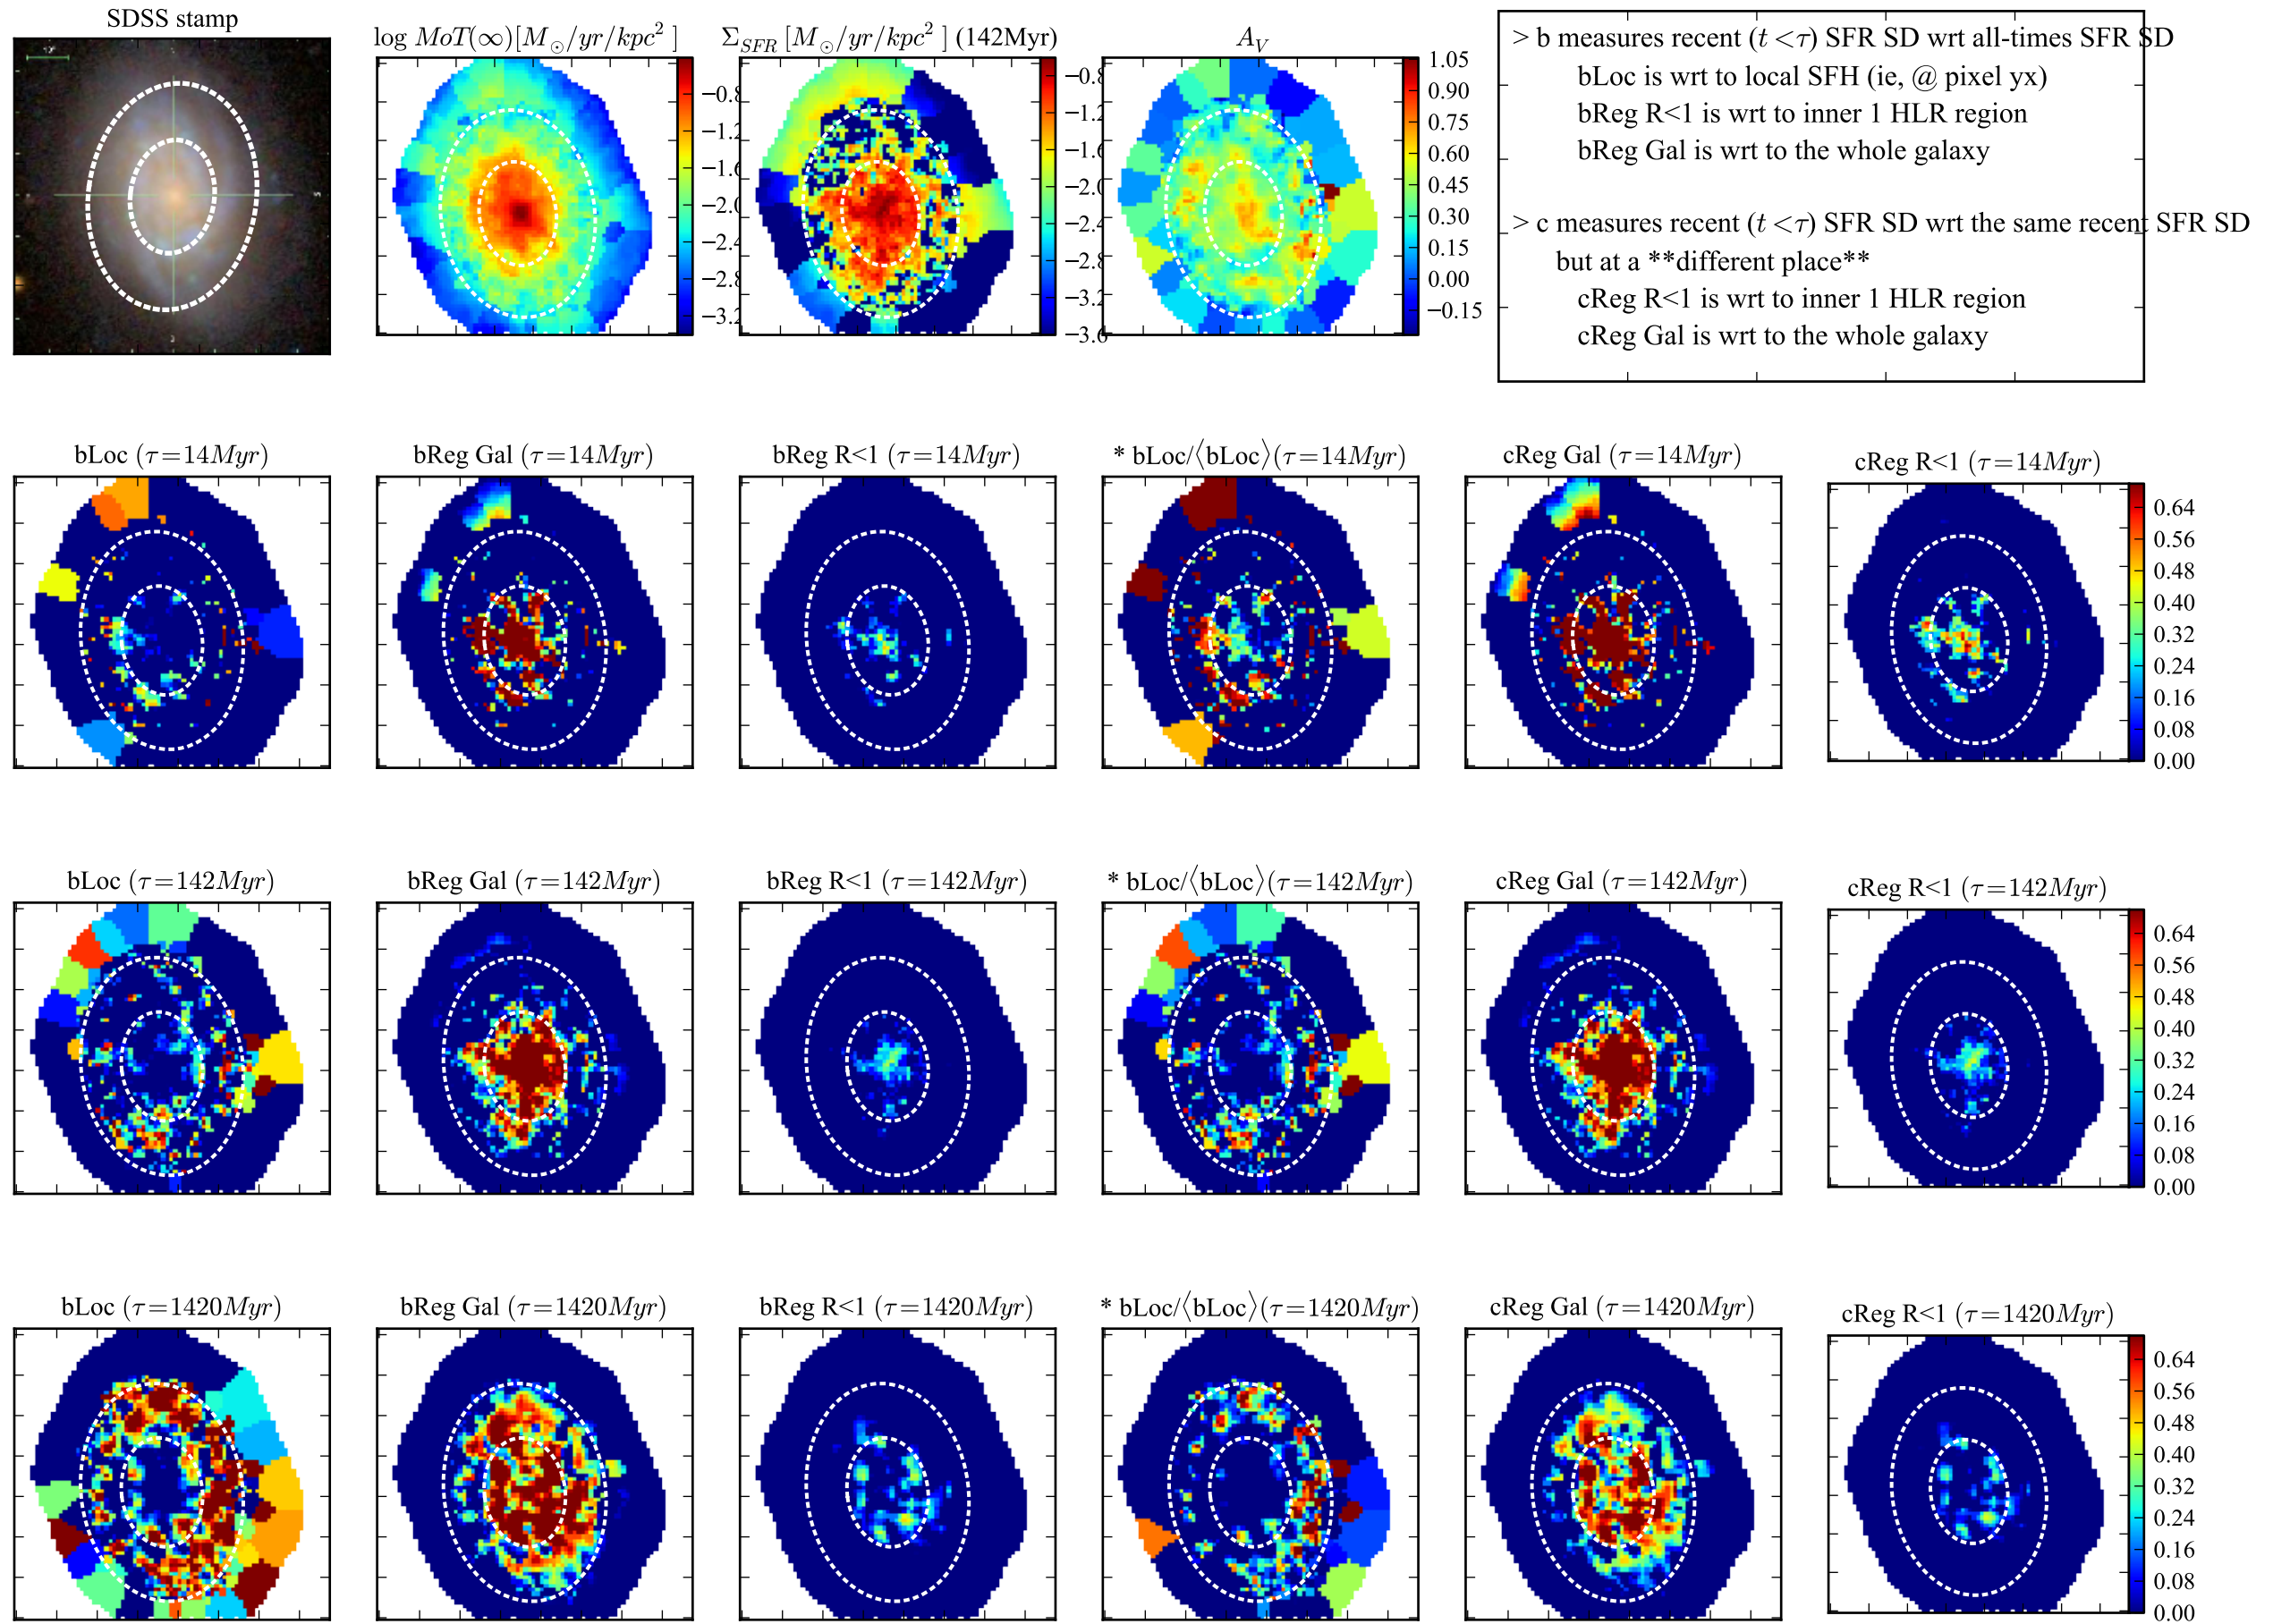 SDSS stamp
log MoT(∞)[M⊙/yr/kpc² ]
Σ_SFR [M⊙/yr/kpc² ] (142Myr)
A_V
−0.8
−1.2
−1.6
−2.0
−2.4
−2.8
−3.2
−0.8
−1.2
−1.6
−2.0
−2.4
−2.8
−3.2
−3.6
1.05
0.90
0.75
0.60
0.45
0.30
0.15
0.00
−0.15
> b measures recent (t <τ) SFR SD wrt all-times SFR SD
bLoc is wrt to local SFH (ie, @ pixel yx)
bReg R<1 is wrt to inner 1 HLR region
bReg Gal is wrt to the whole galaxy
> c measures recent (t <τ) SFR SD wrt the same recent SFR SD
but at a **different place**
cReg R<1 is wrt to inner 1 HLR region
cReg Gal is wrt to the whole galaxy
bLoc (τ=14Myr)
bReg Gal (τ=14Myr)
bReg R<1 (τ=14Myr)
* bLoc/⟨bLoc⟩(τ=14Myr)
cReg Gal (τ=14Myr)
cReg R<1 (τ=14Myr)
0.64
0.56
0.48
0.40
0.32
0.24
0.16
0.08
0.00
bLoc (τ=142Myr)
bReg Gal (τ=142Myr)
bReg R<1 (τ=142Myr)
* bLoc/⟨bLoc⟩(τ=142Myr)
cReg Gal (τ=142Myr)
cReg R<1 (τ=142Myr)
0.64
0.56
0.48
0.40
0.32
0.24
0.16
0.08
0.00
bLoc (τ=1420Myr)
bReg Gal (τ=1420Myr)
bReg R<1 (τ=1420Myr)
* bLoc/⟨bLoc⟩(τ=1420Myr)
cReg Gal (τ=1420Myr)
cReg R<1 (τ=1420Myr)
0.64
0.56
0.48
0.40
0.32
0.24
0.16
0.08
0.00